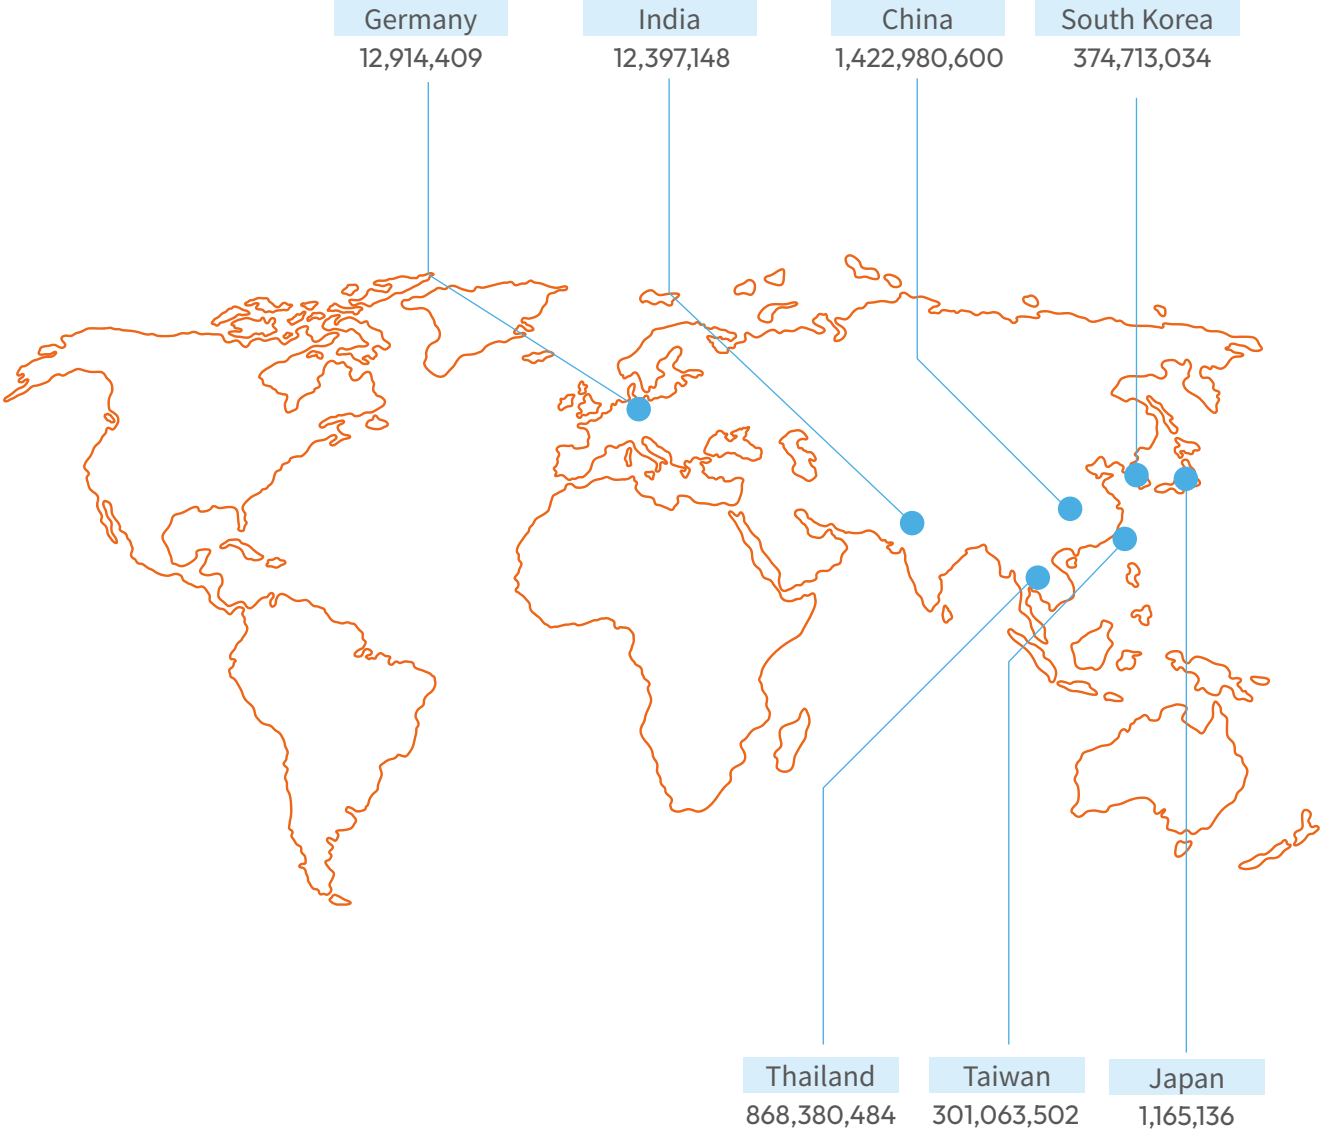 Germany
12,914,409
India
12,397,148
China
1,422,980,600
South Korea
374,713,034
Thailand
868,380,484
Taiwan
301,063,502
Japan
1,165,136